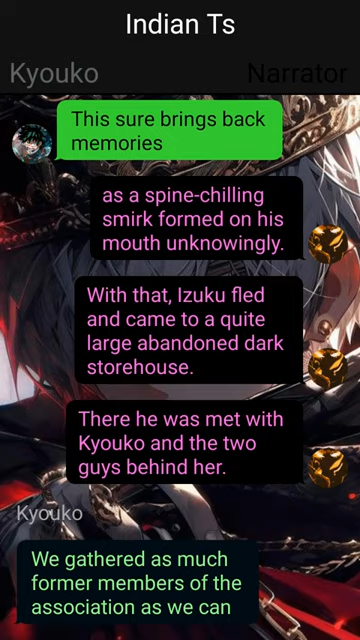 Indian Ts
Kyouko
Narrator
This sure brings back
memories
as a spine-chilling
smirk formed on his
mouth unknowingly.
With that, Izuku fled
and came to a quite
large abandoned dark
storehouse.
There he was met with
Kyouko and the two
guys behind her.
Kyouko
We gathered as much
former members of the
association as we can